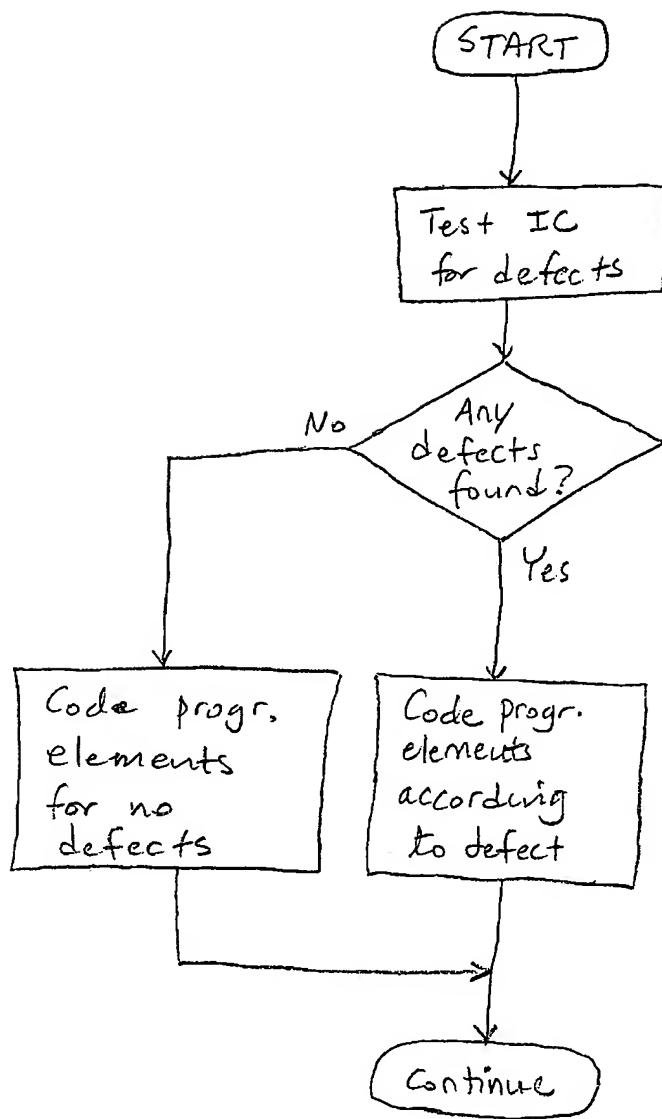 START
Test IC
for defects
Any
defects
found?
No
Yes
Code progr.
elements
for no
defects
Code progr.
elements
according
to defect
Continue